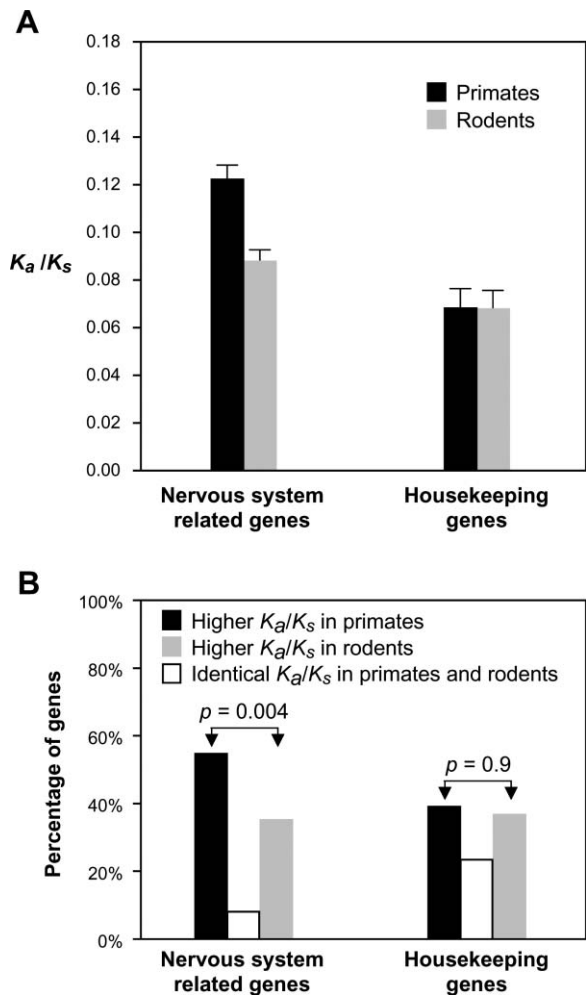 A
0.18
0.16
0.14
0.12
0.10
0.08
0.06
0.04
0.02
0.00
Ka /Ks
Primates
Rodents
Nervous system
related genes
Housekeeping
genes
B
100%
80%
60%
40%
20%
0%
Percentage of genes
Higher Ka/Ks in primates
Higher Ka/Ks in rodents
Identical Ka/Ks in primates and rodents
p = 0.004
p = 0.9
Nervous system
related genes
Housekeeping
genes